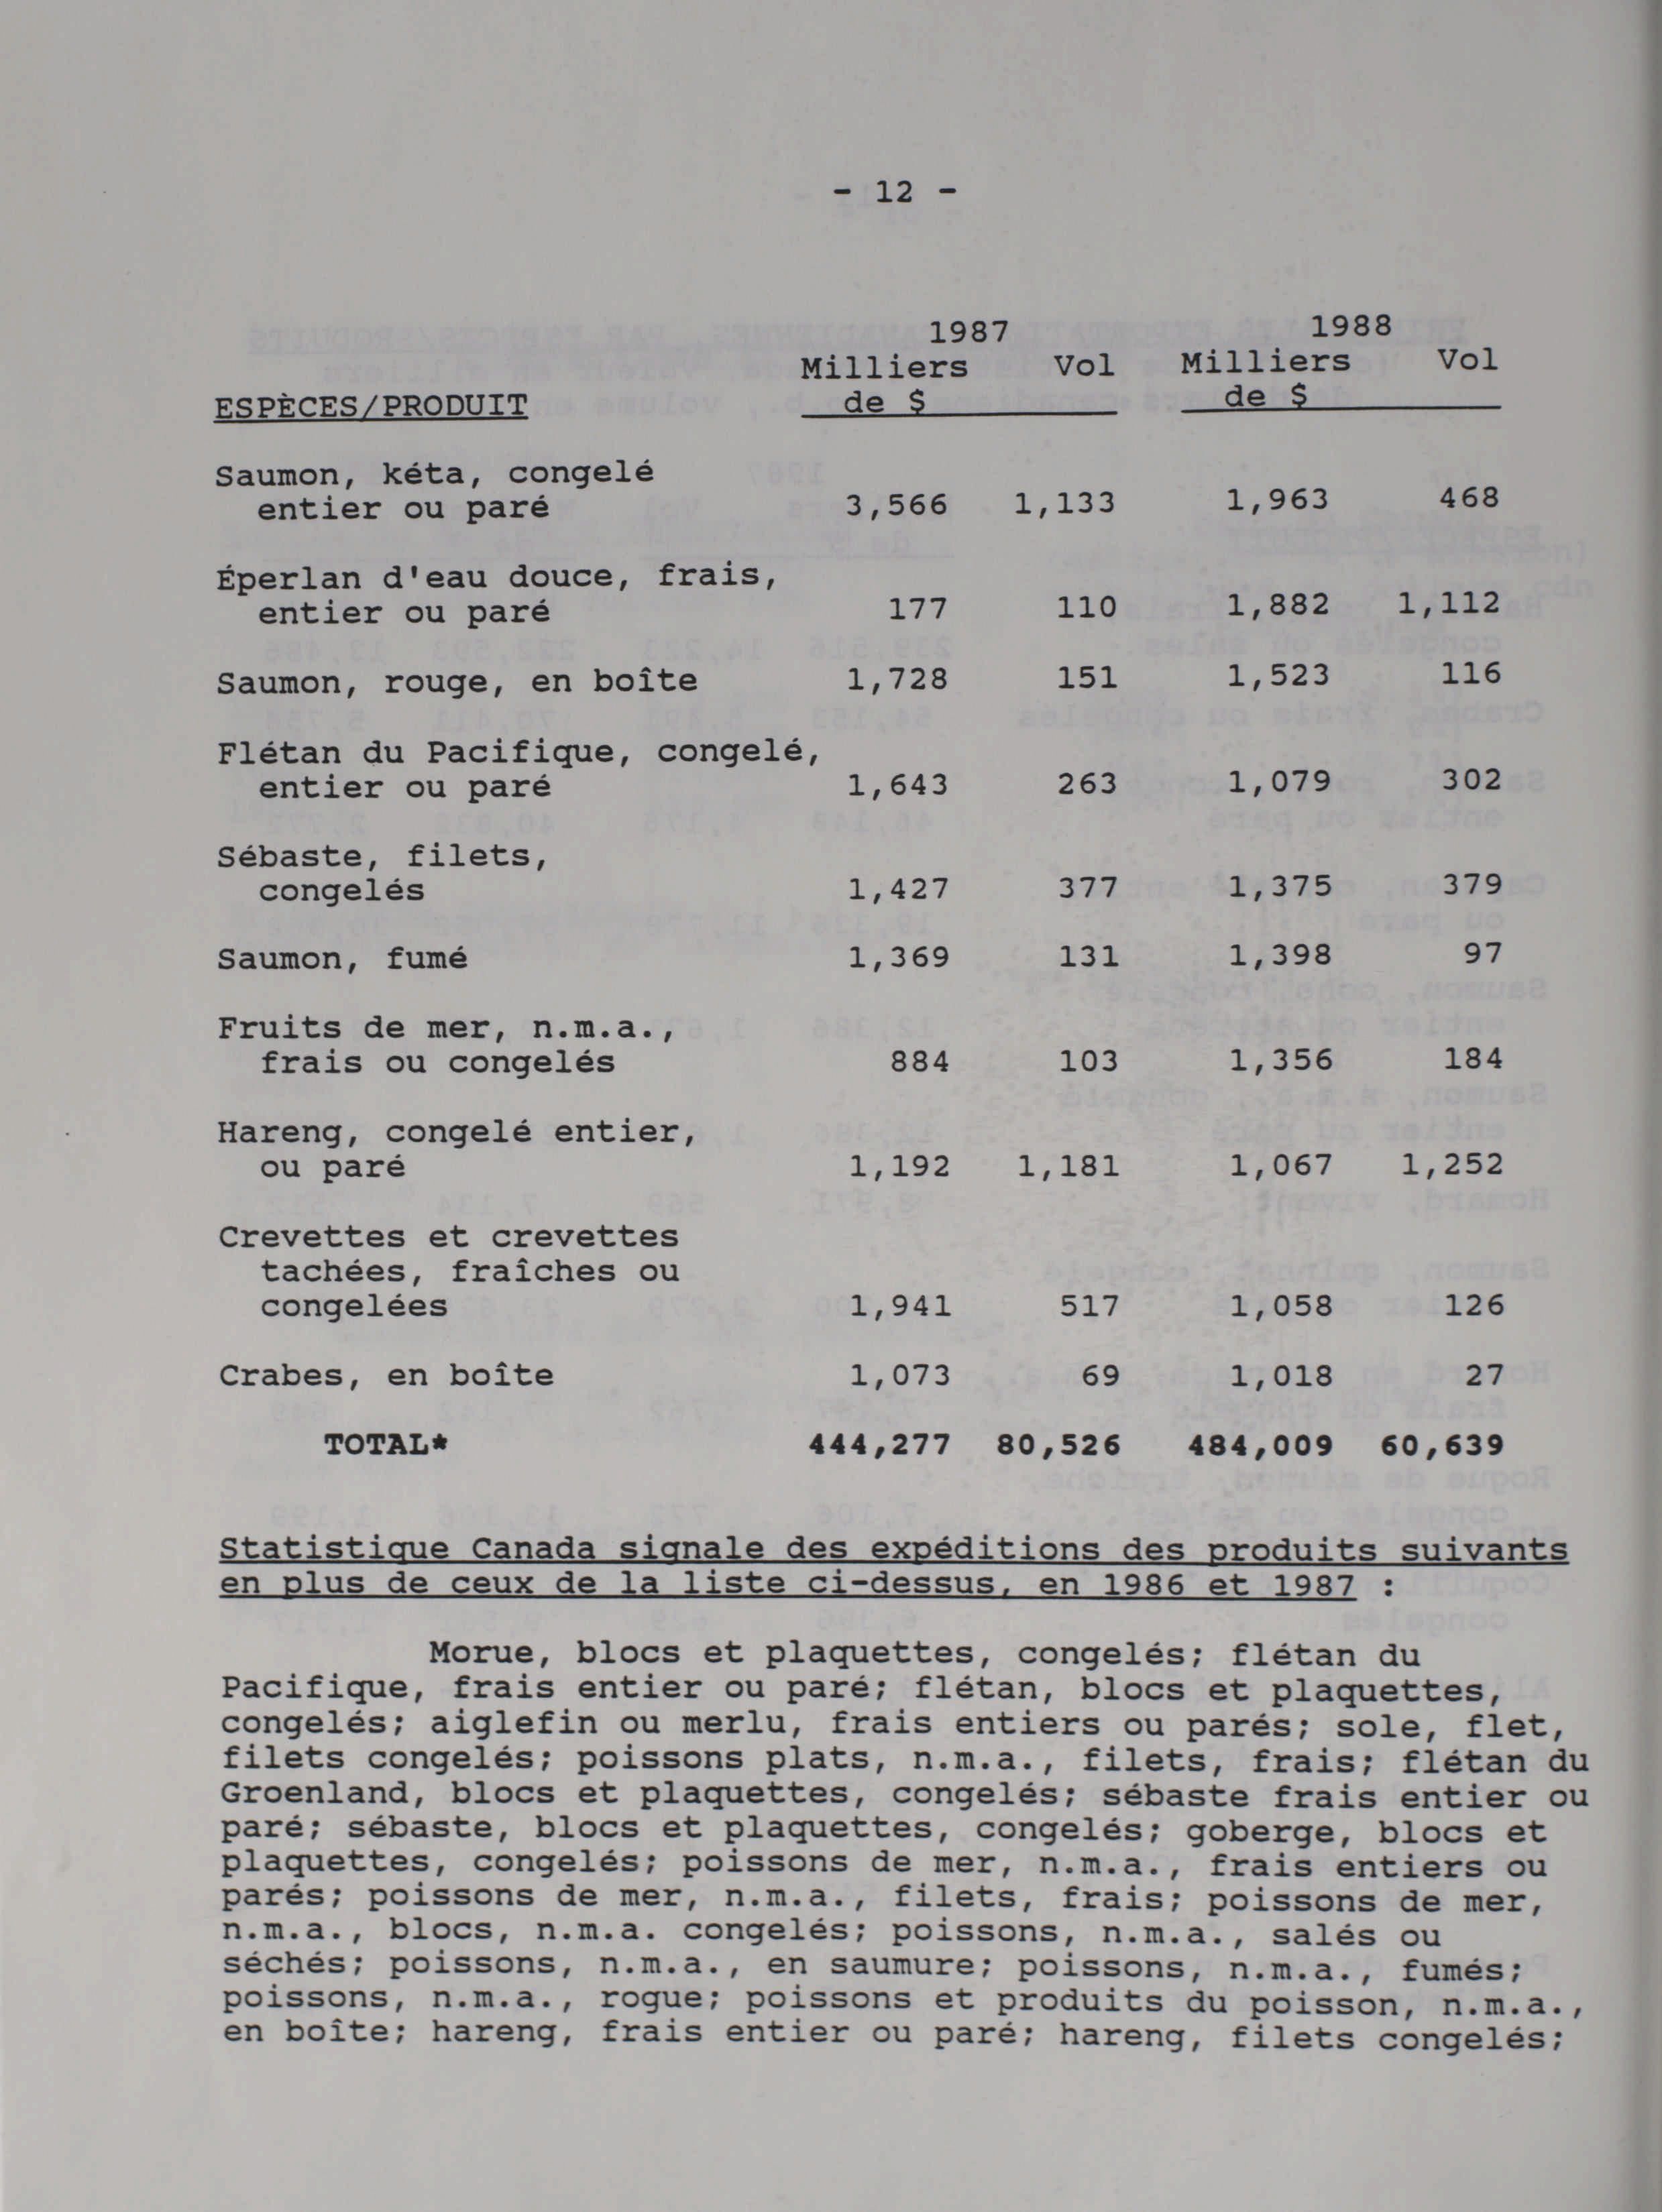 - 12 -
1987 1988
Milliers Vol Milliers Vol
ESPÈCES/PRODUIT de $ de $
Saumon, kéta, congelé
entier ou paré 3,566 1,133 1,963 468
Éperlan d'eau douce, frais,
entier ou paré 177 110 1,882 1,112
Saumon, rouge, en boîte 1,728 151 1,523 116
Flétan du Pacifique, congelé,
entier ou paré 1,643 263 1,079 302
Sébaste, filets,
congelés 1,427 377 1,375 379
Saumon, fumé 1,369 131 1,398 97
Fruits de mer, n.m.a.,
frais ou congelés 884 103 1,356 184
Hareng, congelé entier,
ou paré 1,192 1,181 1,067 1,252
Crevettes et crevettes
tachées, fraîches ou
congelées 1,941 517 1,058 126
Crabes, en boîte 1,073 69 1,018 27
TOTAL* 444,277 80,526 484,009 60,639
Statistique Canada signale des expéditions des produits suivants
en plus de ceux de la liste ci-dessus, en 1986 et 1987 :
Morue, blocs et plaquettes, congelés; flétan du
Pacifique, frais entier ou paré; flétan, blocs et plaquettes,
congelés; aiglefin ou merlu, frais entiers ou parés; sole, flet,
filets congelés; poissons plats, n.m.a., filets, frais; flétan du
Groenland, blocs et plaquettes, congelés; sébaste frais entier ou
paré; sébaste, blocs et plaquettes, congelés; goberge, blocs et
plaquettes, congelés; poissons de mer, n.m.a., frais entiers ou
parés; poissons de mer, n.m.a., filets, frais; poissons de mer,
n.m.a., blocs, n.m.a. congelés; poissons, n.m.a., salés ou
séchés; poissons, n.m.a., en saumure; poissons, n.m.a., fumés;
poissons, n.m.a., rogue; poissons et produits du poisson, n.m.a.,
en boîte; hareng, frais entier ou paré; hareng, filets congelés;